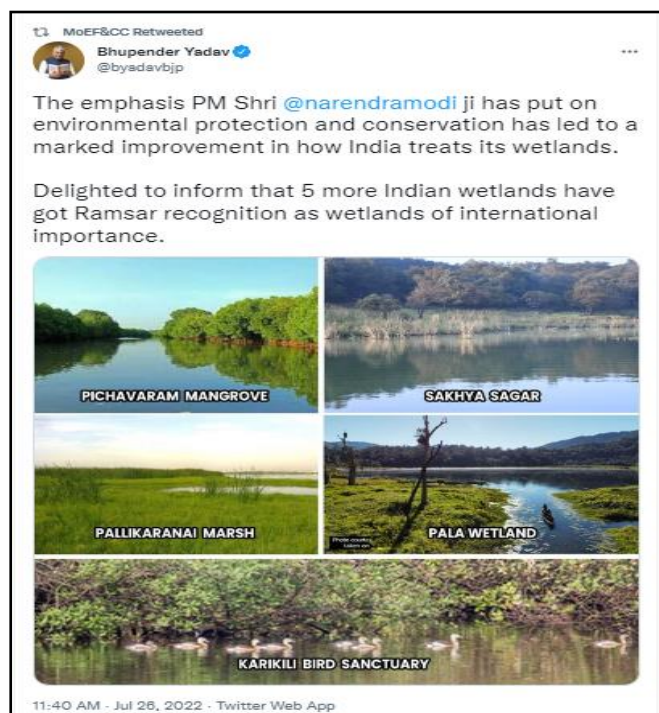 MoEF&CC Retweeted
Bhupender Yadav
@byadavbjp
The emphasis PM Shri @narendramodi ji has put on
environmental protection and conservation has led to a
marked improvement in how India treats its wetlands.
Delighted to inform that 5 more Indian wetlands have
got Ramsar recognition as wetlands of international
importance.
PICHAVARAM MANGROVE
SAKHYA SAGAR
PALLIKARANAI MARSH
PALA WETLAND
KARIKILI BIRD SANCTUARY
11:40 AM · Jul 26, 2022 · Twitter Web App